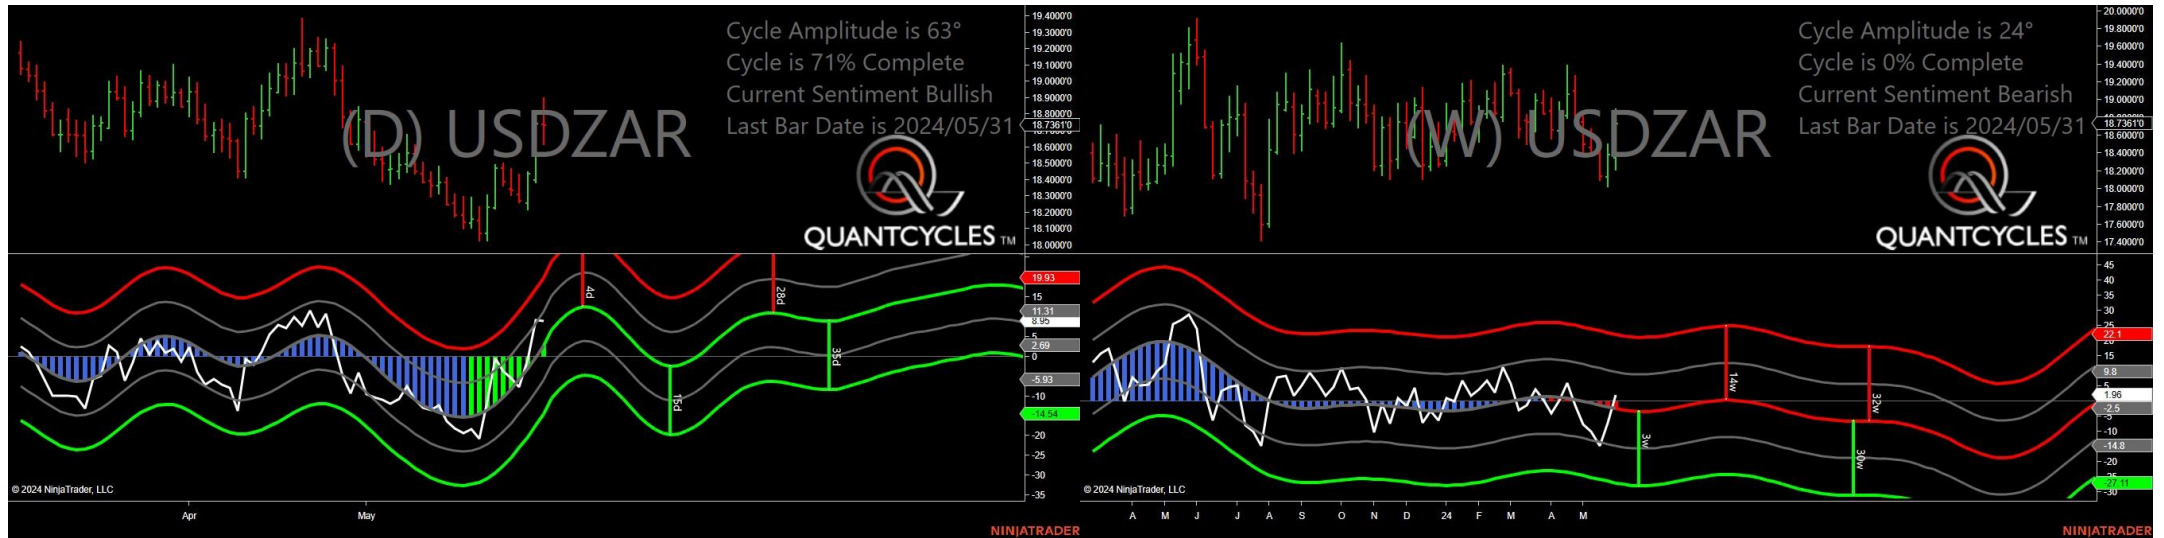 Cycle Amplitude is 63°
Cycle is 71% Complete
Current Sentiment Bullish
Last Bar Date is 2024/05/31
(D) USDZAR
QUANTCYCLES TM
19.4000'0
19.3000'0
19.2000'0
19.1000'0
19.0000'0
18.9000'0
18.8000'0
18.7361'0
18.6000'0
18.5000'0
18.4000'0
18.3000'0
18.2000'0
18.1000'0
18.0000'0
4d
28d
15d
35d
19.93
15
11.31
8.95
5
2.69
0
-5.93
-10
-14.54
-20
-25
-30
-35
© 2024 NinjaTrader, LLC
Apr
May
NINJATRADER
Cycle Amplitude is 24°
Cycle is 0% Complete
Current Sentiment Bearish
Last Bar Date is 2024/05/31
(W) USDZAR
QUANTCYCLES TM
20.0000'0
19.8000'0
19.6000'0
19.4000'0
19.2000'0
19.0000'0
18.7361'0
18.6000'0
18.4000'0
18.2000'0
18.0000'0
17.8000'0
17.6000'0
17.4000'0
3w
14w
30w
32w
45
40
35
30
25
22.1
20
15
9.8
5
1.96
-2.5
-5
-10
-14.8
-20
-27.11
-30
© 2024 NinjaTrader, LLC
A M J J A S O N D 24 F M A M
NINJATRADER